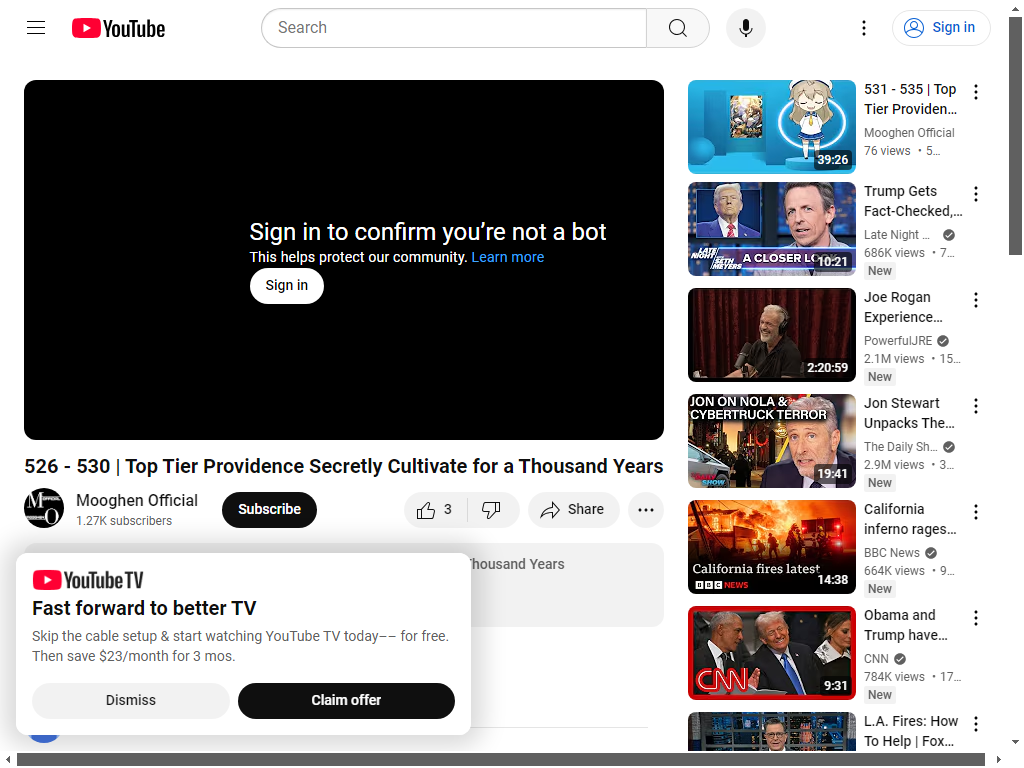 YouTube
Search
Sign in
Sign in to confirm you’re not a bot
This helps protect our community. Learn more
Sign in
526 - 530 | Top Tier Providence Secretly Cultivate for a Thousand Years
Mooghen Official
1.27K subscribers
Subscribe
3
Share
Thousand Years
YouTube TV
Fast forward to better TV
Skip the cable setup & start watching YouTube TV today–– for free.
Then save $23/month for 3 mos.
Dismiss
Claim offer
39:26
531 - 535 | Top
Tier Providen...
Mooghen Official
76 views • 5...
LATE NIGHT
SETH MEYERS
A CLOSER LO
10:21
Trump Gets
Fact-Checked,...
Late Night ...
686K views • 7...
New
2:20:59
Joe Rogan
Experience...
PowerfulJRE
2.1M views • 15...
New
JON ON NOLA &
CYBERTRUCK TERROR
19:41
Jon Stewart
Unpacks The...
The Daily Sh...
2.9M views • 3...
New
California fires latest
BBC NEWS
14:38
California
inferno rages...
BBC News
664K views • 9...
New
CNN
9:31
Obama and
Trump have...
CNN
784K views • 17...
New
L.A. Fires: How
To Help | Fox...